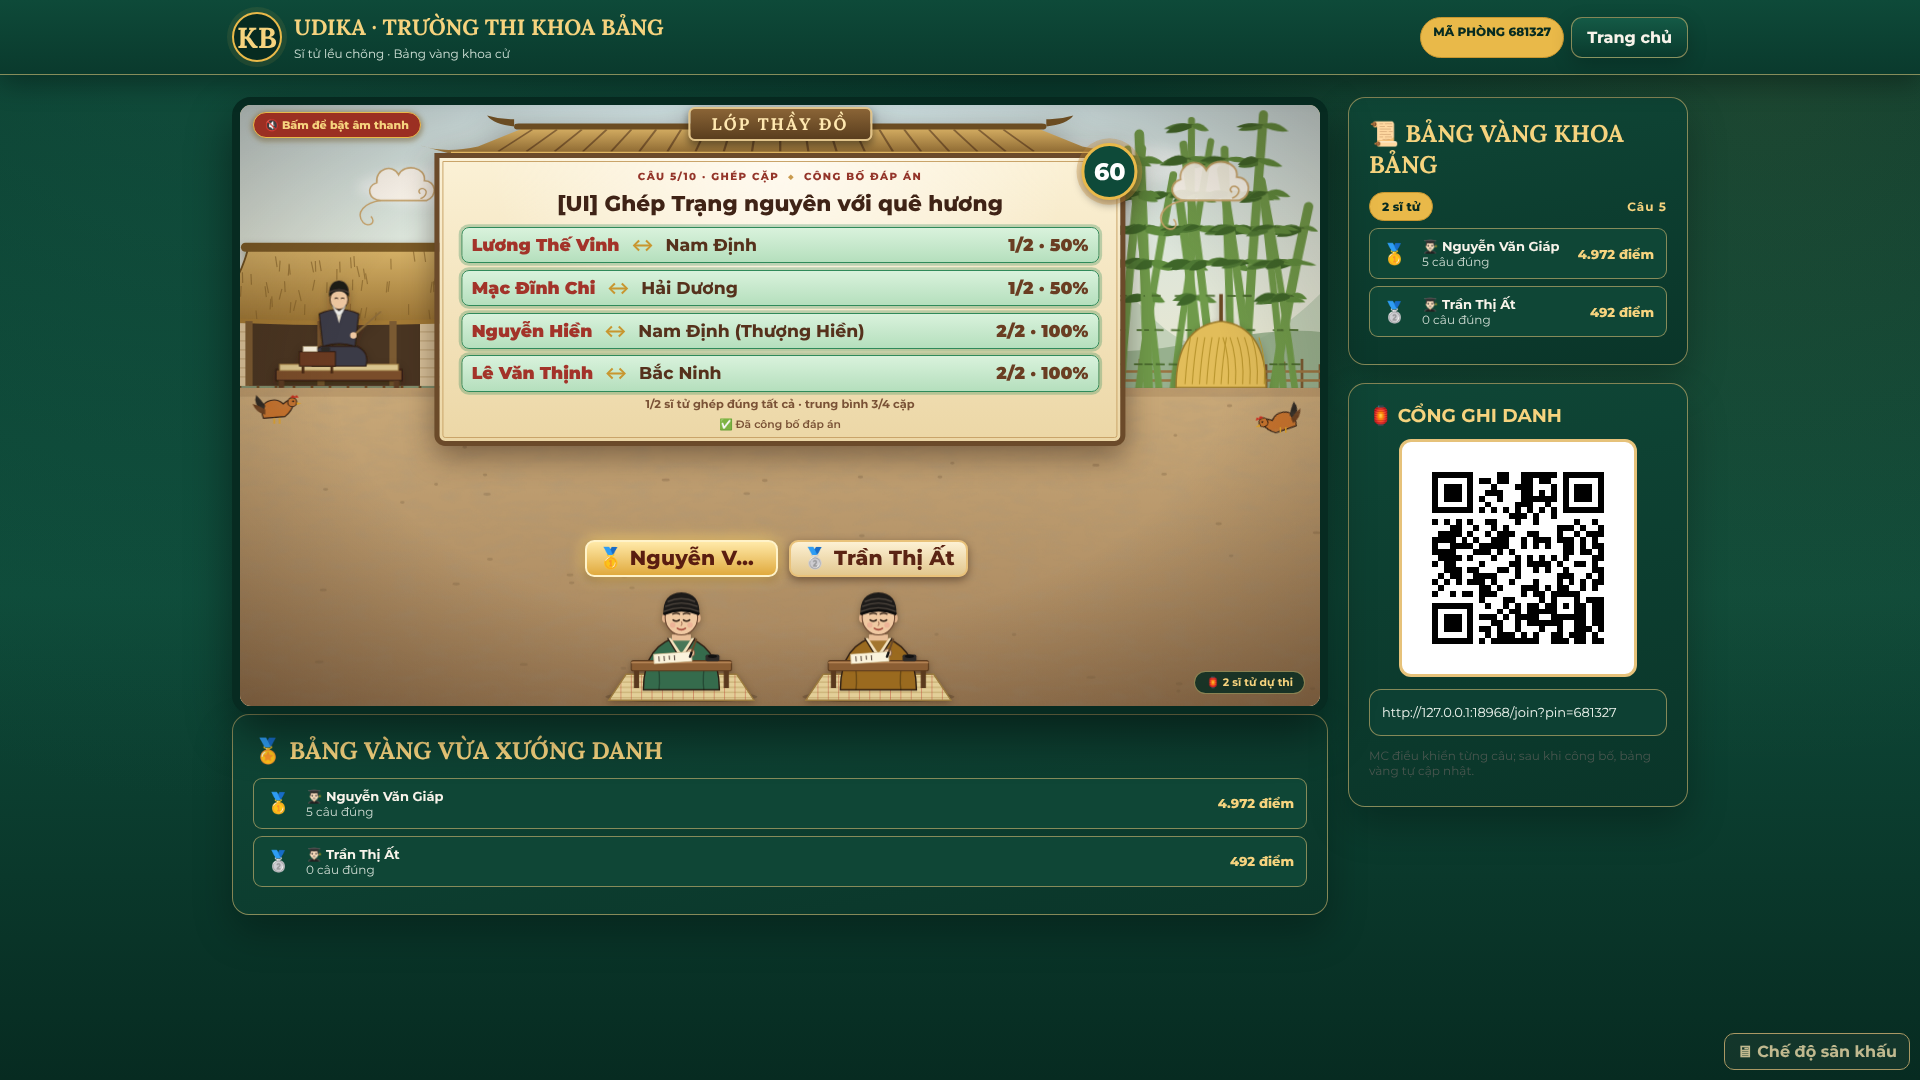 KB
UDIKA · TRƯỜNG THI KHOA BẢNG
Sĩ tử lều chõng · Bảng vàng khoa cử
MÃ PHÒNG 681327
Trang chủ
🔇 Bấm để bật âm thanh
LỚP THẦY ĐỒ
60
CÂU 5/10 · GHÉP CẶP ◆ CÔNG BỐ ĐÁP ÁN
[UI] Ghép Trạng nguyên với quê hương
Lương Thế Vinh ↔ Nam Định 1/2 · 50%
Mạc Đĩnh Chi ↔ Hải Dương 1/2 · 50%
Nguyễn Hiền ↔ Nam Định (Thượng Hiền) 2/2 · 100%
Lê Văn Thịnh ↔ Bắc Ninh 2/2 · 100%
1/2 sĩ tử ghép đúng tất cả · trung bình 3/4 cặp
✅ Đã công bố đáp án
🥇 Nguyễn V...
🥈 Trần Thị Ất
🏮 2 sĩ tử dự thi
🏅 BẢNG VÀNG VỪA XƯỚNG DANH
Nguyễn Văn Giáp
5 câu đúng
4.972 điểm
Trần Thị Ất
0 câu đúng
492 điểm
📜 BẢNG VÀNG KHOA
BẢNG
2 sĩ tử
Câu 5
Nguyễn Văn Giáp
5 câu đúng
4.972 điểm
Trần Thị Ất
0 câu đúng
492 điểm
🏮 CỔNG GHI DANH
http://127.0.0.1:18968/join?pin=681327
MC điều khiển từng câu; sau khi công bố, bảng
vàng tự cập nhật.
🖥 Chế độ sân khấu